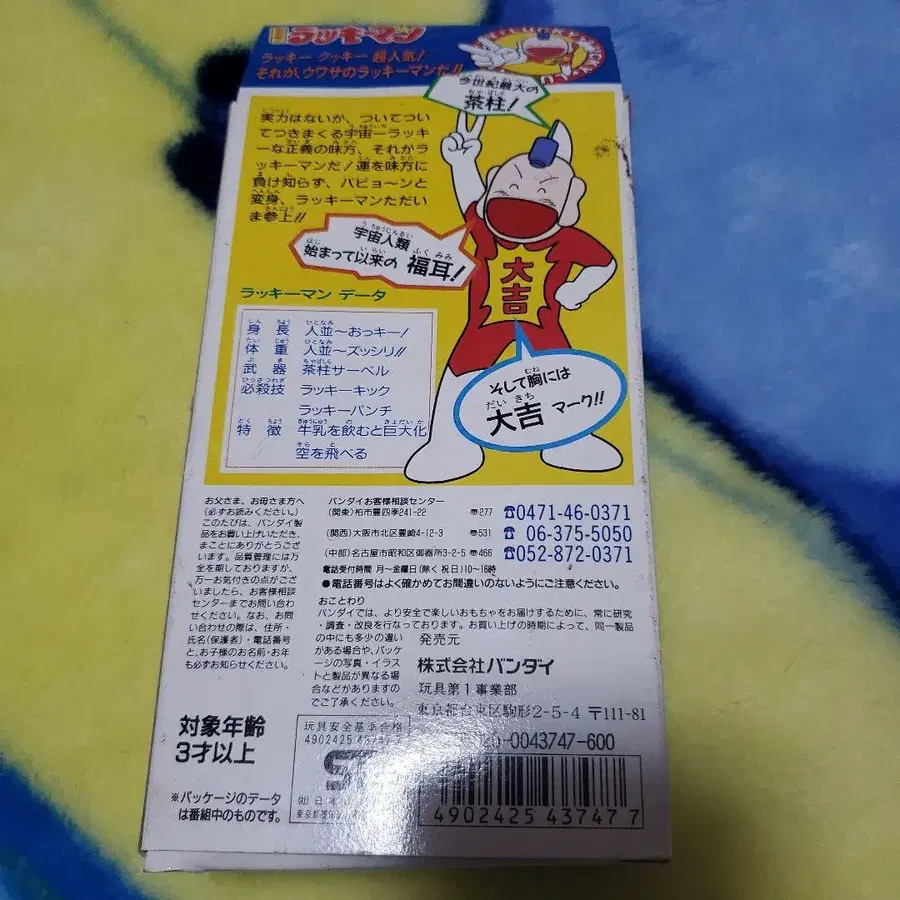 ラッキーマン
ラッキー クッキー 超人気!
それが、ウワサのラッキーマンだ!!
今世紀最大の
茶柱!
実力はないが、ついてつい
てつきまくる宇宙一ラッキ
ーな正義の味方、それがラ
ッキーマンだ!運を味方に
負け知らず、パピョ〜ンと
変身、ラッキーマンただい
ま参上!!
宇宙人類
始まって以来の 福耳!
大吉
そして胸には
大吉 マーク!!
ラッキーマン データ
身長 人並〜おっキー!
体重 人並〜ズッシリ!!
武器 茶柱サーベル
必殺技 ラッキーキック
ラッキーパンチ
特徴 牛乳を飲むと巨大化
空を飛べる
お父さま、お母さま方へ
(必ずお読みください。)
このたびは、バンダイ製
品をお買い上げいただき、
まことにありがとうござ
います。品質管理には万
全を期しておりますが、
万一お気付きの点がござ
いましたら、お客様相談
センターまでお問い合わ
せください。なお、お問
い合わせの際は、住所・
氏名(保護者)・電話番号
と、お子様のお名前・お年
も必ずお知らせください。
バンダイお客様相談センター
(関東)柏市豊四季241-22 〠277 ☎0471-46-0371
(関西)大阪市北区豊崎4-12-3 〠531 ☎06-375-5050
(中部)名古屋市昭和区御器所3-2-5 〠466 ☎052-872-0371
電話受付時間 月〜金曜日(除く祝日)10〜16時
●電話番号はよく確かめてお間違いのないようにご注意ください。
おことわり
バンダイでは、より安全で楽しいおもちゃをお届けするために、常に研究
・調査・改良を行なっております。お買い上げの時期によって、同一製品
の中にも多少の違い
がある場合や、パッケ
ージの写真・イラス
トと製品が異なる場
合などがありますの
でご了承ください。
発売元
株式会社バンダイ
玩具第1事業部
東京都台東区駒形2-5-4 〒111-81
対象年齢
3才以上
※パッケージのデータ
は番組中のものです。
玩具安全基準合格
4902425 43747
0043747-600
4902425 437477